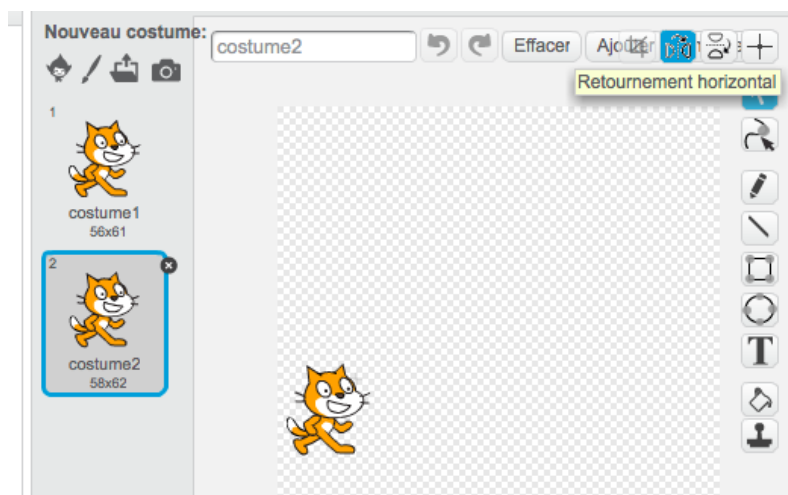 Nouveau costume:
costume2
Effacer
Retournement horizontal
1
costume1
56x61
2
costume2
58x62
T